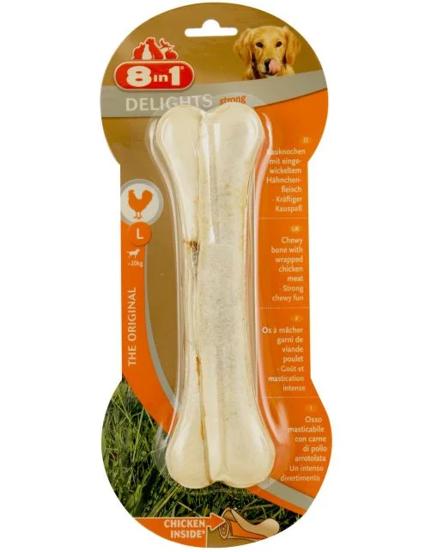 8in1
DELIGHTS strong
D
Kauknochen
mit einge-
wickeltem
Hähnchen-
fleisch
· Kräftiger
Kauspaß
L
>20kg
THE ORIGINAL
GB
Chewy
bone with
wrapped
chicken
meat
· Strong
chewy fun
F
Os à mâcher
garni de
viande
poulet
· Goût et
mastication
intense
I
Osso
masticabile
con carne
di pollo
arrotolata
· Un intenso
divertimento
CHICKEN
INSIDE*